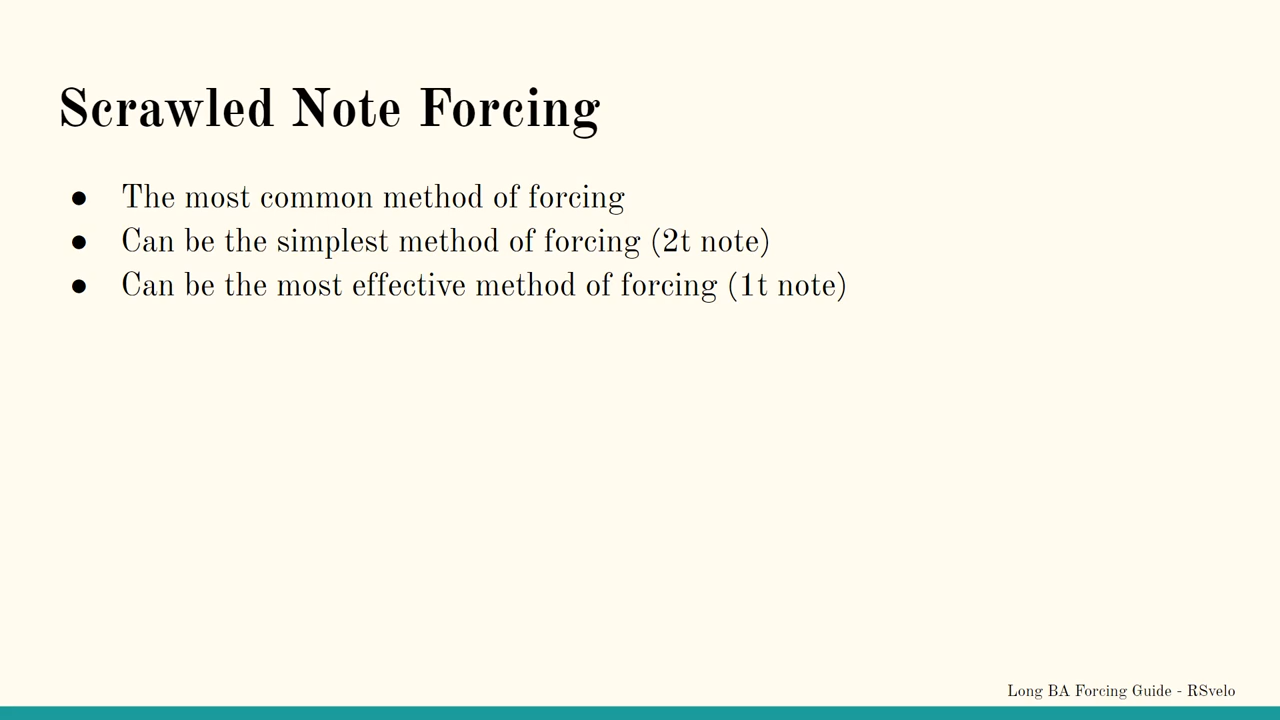 Scrawled Note Forcing
● The most common method of forcing
● Can be the simplest method of forcing (2t note)
● Can be the most effective method of forcing (1t note)
Long BA Forcing Guide - RSvelo